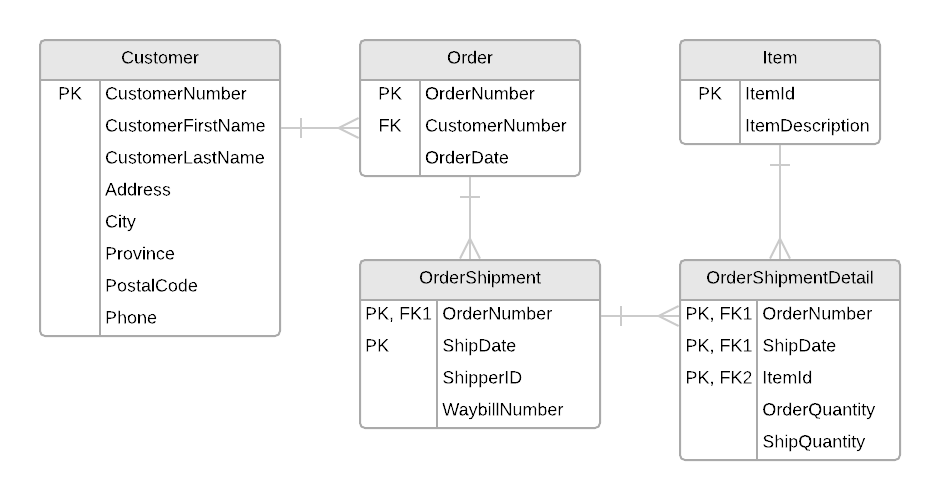 Customer
PK CustomerNumber
CustomerFirstName
CustomerLastName
Address
City
Province
PostalCode
Phone
Order
PK OrderNumber
FK CustomerNumber
OrderDate
Item
PK ItemId
ItemDescription
OrderShipment
PK, FK1 OrderNumber
PK ShipDate
ShipperID
WaybillNumber
OrderShipmentDetail
PK, FK1 OrderNumber
PK, FK1 ShipDate
PK, FK2 ItemId
OrderQuantity
ShipQuantity